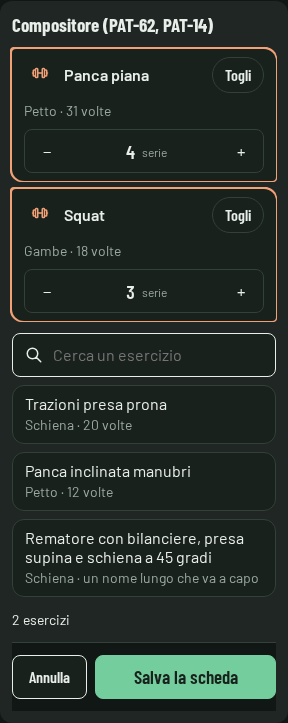 Compositore (PAT-62, PAT-14)
Panca piana
Togli
Petto · 31 volte
− 4 serie +
Squat
Togli
Gambe · 18 volte
− 3 serie +
Cerca un esercizio
Trazioni presa prona
Schiena · 20 volte
Panca inclinata manubri
Petto · 12 volte
Rematore con bilanciere, presa
supina e schiena a 45 gradi
Schiena · un nome lungo che va a capo
2 esercizi
Annulla
Salva la scheda